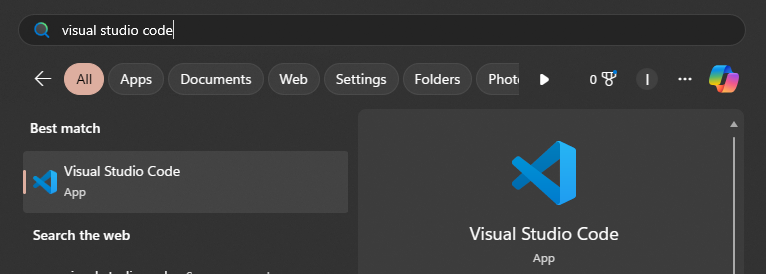 visual studio code
All Apps Documents Web Settings Folders Phot
0 I ...
Best match
Visual Studio Code
App
Search the web
Visual Studio Code
App